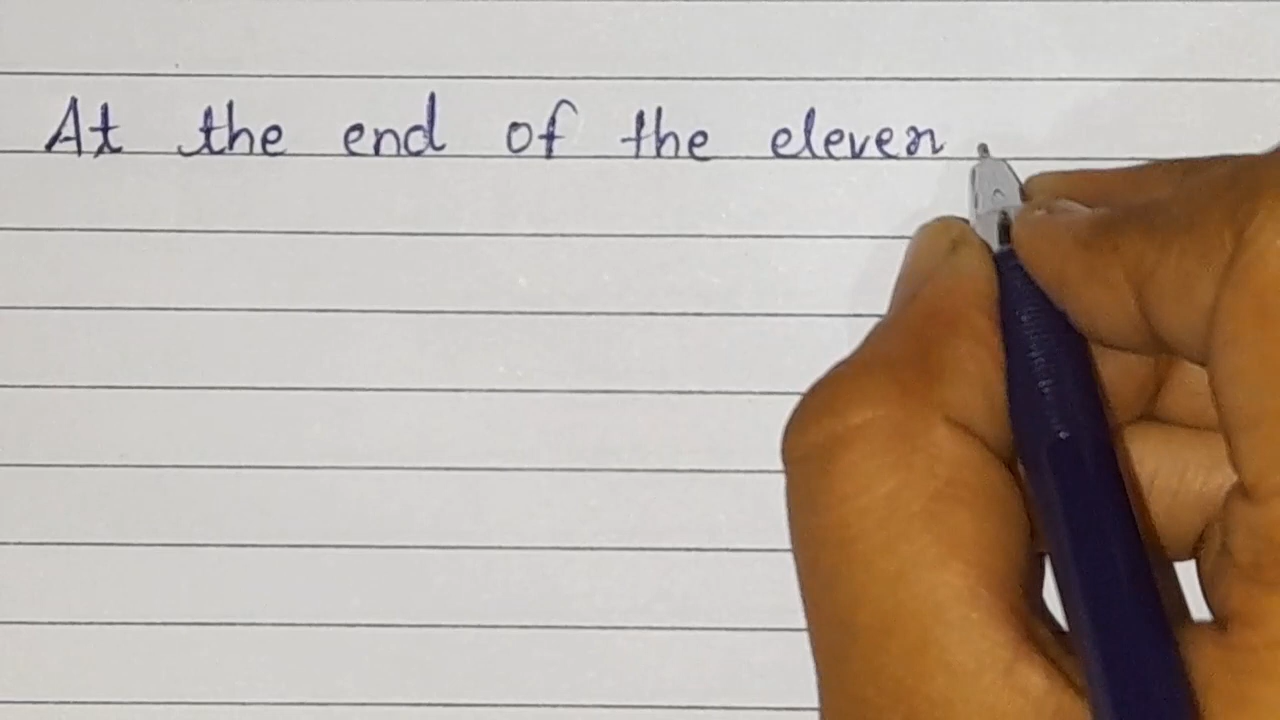 At the end of the eleven